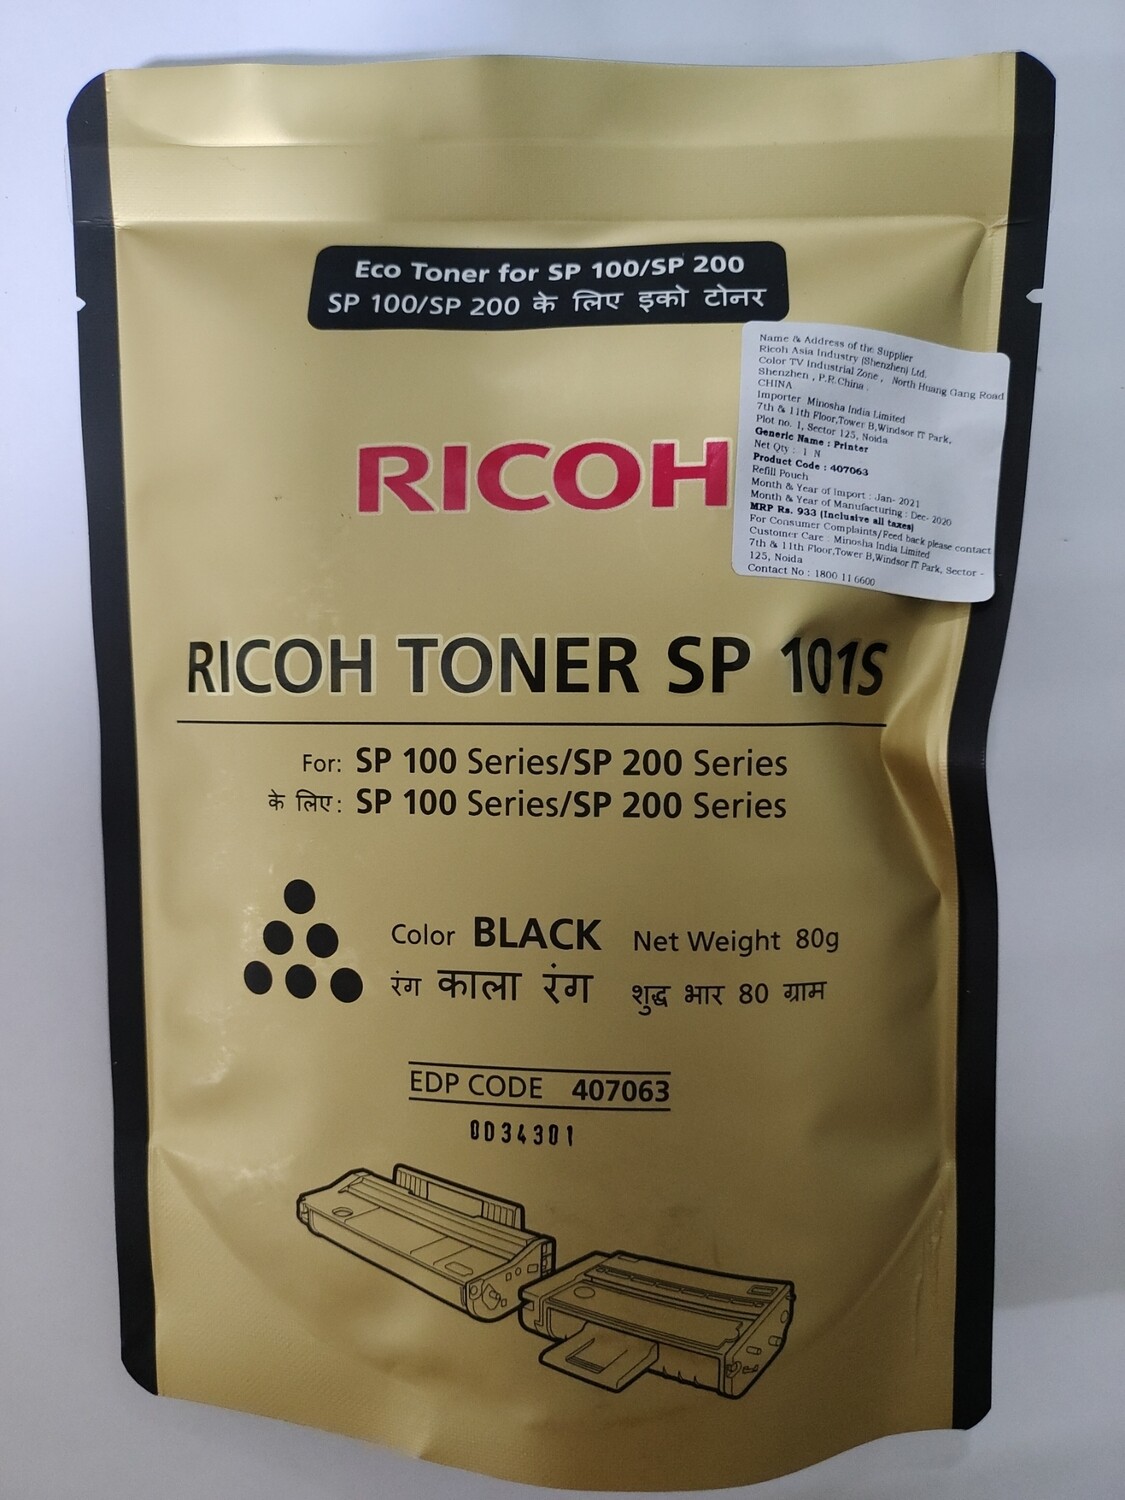 Eco Toner for SP 100/SP 200
SP 100/SP 200 के लिए इको टोनर
Name & Address of the Supplier
Ricoh Asia Industry (Shenzhen) Ltd.
Color TV Industrial Zone, North Huang Gang Road
Shenzhen, P.R.China.
CHINA
Importer Minosha India Limited
7th & 11th Floor,Tower B,Windsor IT Park,
Plot no. 1, Sector 125, Noida
Generic Name : Printer
Net Qty : 1 N
Product Code : 407063
Refill Pouch
Month & Year of Import : Jan- 2021
Month & Year of Manufacturing : Dec- 2020
MRP Rs. 933 (Inclusive all taxes)
For Consumer Complaints/Feed back please contact
Customer Care : Minosha India Limited
7th & 11th Floor,Tower B,Windsor IT Park, Sector -
125, Noida
Contact No : 1800 11 6600
RICOH
RICOH TONER SP 101S
For: SP 100 Series/SP 200 Series
के लिए: SP 100 Series/SP 200 Series
Color BLACK Net Weight 80g
रंग काला रंग शुद्ध भार 80 ग्राम
EDP CODE 407063
0D34301